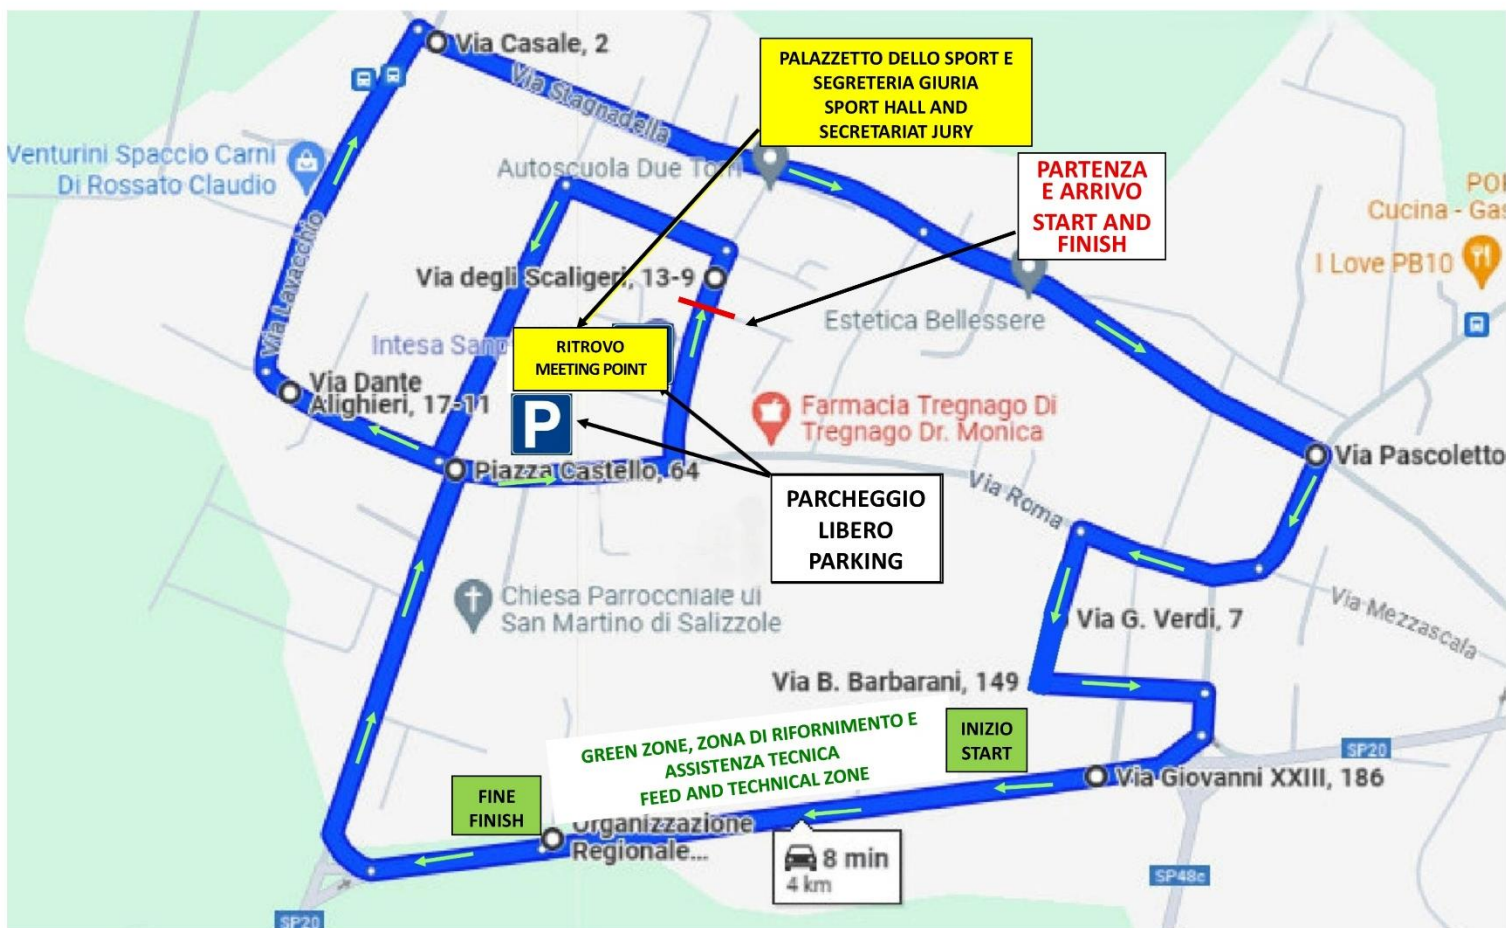 Via Casale, 2
Via Stagnadella
PALAZZETTO DELLO SPORT E
SEGRETERIA GIURIA
SPORT HALL AND
SECRETARIAT JURY
Venturini Spaccio Carni
Di Rossato Claudio
Autoscuola Due Torri
PARTENZA
E ARRIVO
START AND
FINISH
Cucina - Gas
I Love PB10
Via Lavacchio
Via degli Scaligeri, 13-9
Estetica Bellessere
Intesa
RITROVO
MEETING POINT
Via Dante
Alighieri, 17-11
P
Farmacia Tregnago Di
Tregnago Dr. Monica
Piazza Castello, 64
Via Pascoletto
Via Roma
PARCHEGGIO
LIBERO
PARKING
Chiesa Parrocchiale
San Martino di Salizzole
Via G. Verdi, 7
Via Mezzascala
Via B. Barbarani, 149
GREEN ZONE, ZONA DI RIFORNIMENTO E
ASSISTENZA TECNICA
FEED AND TECHNICAL ZONE
INIZIO
START
SP20
Via Giovanni XXIII, 186
FINE
FINISH
Organizzazione
Regionale...
8 min
4 km
SP48c
SP20